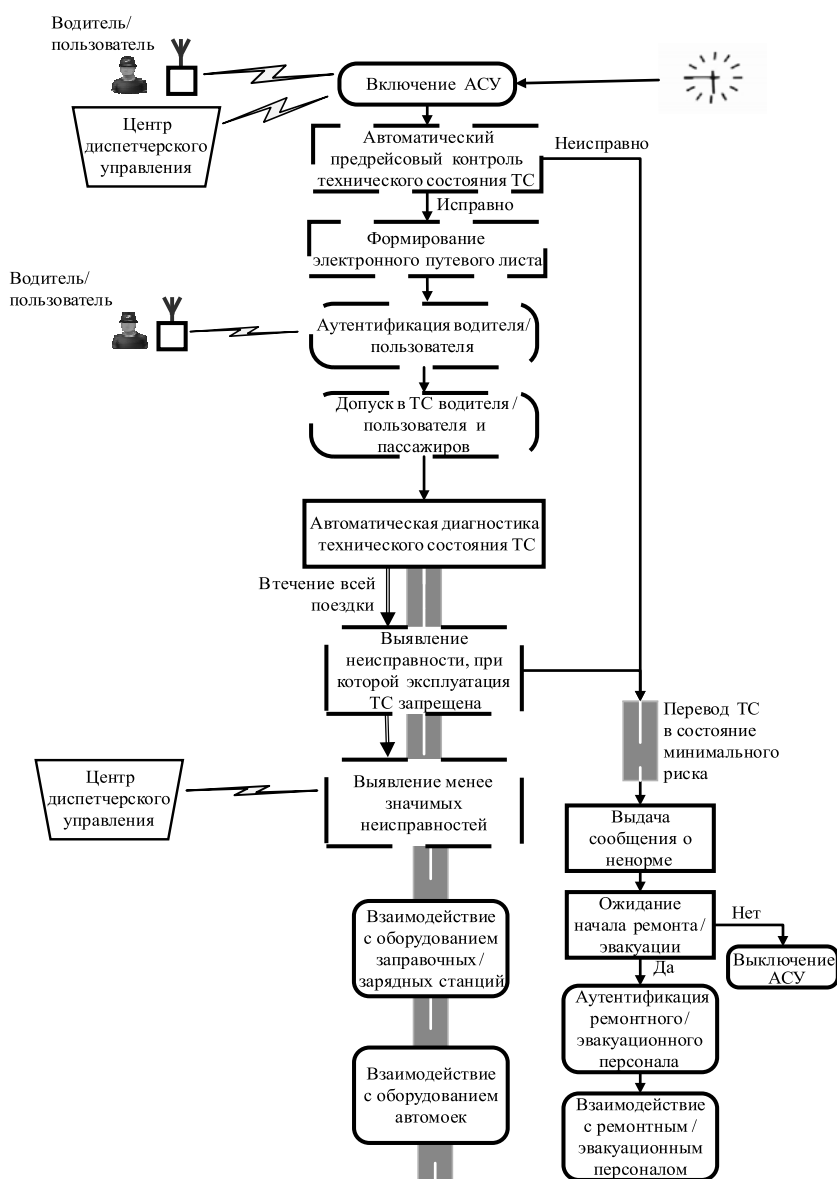 Водитель/
пользователь
Включение АСУ
Центр
диспетчерского
управления
Автоматический
предрейсовый контроль
технического состояния ТС
Неисправно
Исправно
Формирование
электронного путевого листа
Водитель/
пользователь
Аутентификация водителя/
пользователя
Допуск в ТС водителя /
пользователя и
пассажиров
Автоматическая диагностика
технического состояния ТС
В течение всей
поездки
Выявление
неисправности, при
которой эксплуатация
ТС запрещена
Перевод ТС
в состояние
минимального
риска
Центр
диспетчерского
управления
Выявление менее
значимых
неисправностей
Выдача
сообщения о
ненорме
Ожидание
начала ремонта /
эвакуации
Нет
Выключение
АСУ
Да
Взаимодействие
с оборудованием
заправочных /
зарядных станций
Аутентификация
ремонтного /
эвакуационного
персонала
Взаимодействие
с оборудованием
автомоек
Взаимодействие
с ремонтным /
эвакуационным
персоналом